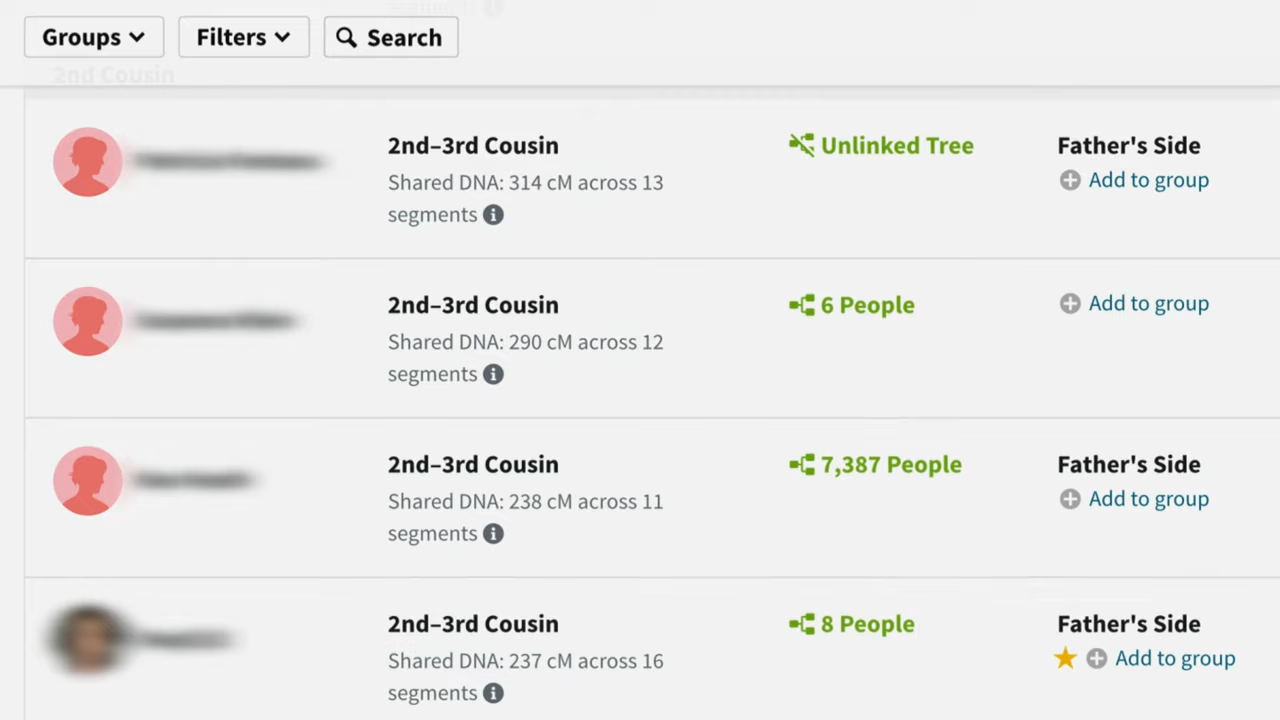 Groups
Filters
Search
2nd Cousin
2nd–3rd Cousin
Shared DNA: 314 cM across 13
segments
Unlinked Tree
Father's Side
Add to group
2nd–3rd Cousin
Shared DNA: 290 cM across 12
segments
6 People
Add to group
2nd–3rd Cousin
Shared DNA: 238 cM across 11
segments
7,387 People
Father's Side
Add to group
2nd–3rd Cousin
Shared DNA: 237 cM across 16
segments
8 People
Father's Side
Add to group